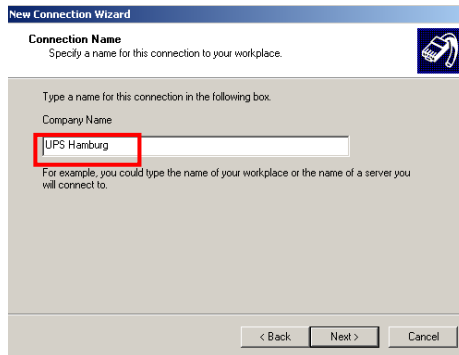 New Connection Wizard
Connection Name
Specify a name for this connection to your workplace.
Type a name for this connection in the following box.
Company Name
UPS Hamburg
For example, you could type the name of your workplace or the name of a server you
will connect to.
< Back Next > Cancel